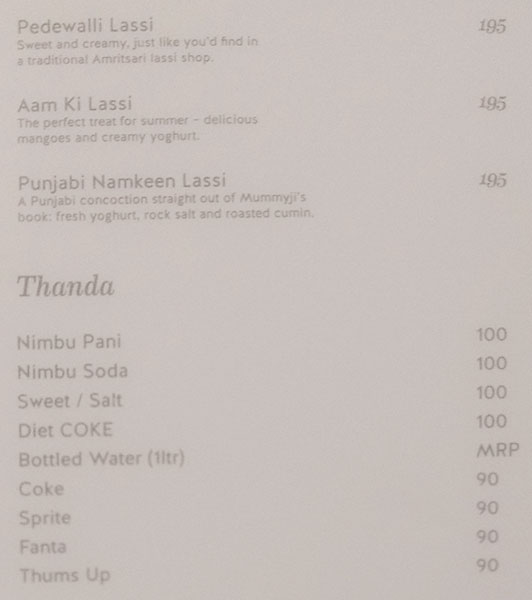 Pedewalli Lassi 195
Sweet and creamy, just like you'd find in
a traditional Amritsari lassi shop.
Aam Ki Lassi 195
The perfect treat for summer - delicious
mangoes and creamy yoghurt.
Punjabi Namkeen Lassi 195
A Punjabi concoction straight out of Mummyji's
book: fresh yoghurt, rock salt and roasted cumin.
Thanda
Nimbu Pani 100
Nimbu Soda 100
Sweet / Salt 100
Diet COKE 100
Bottled Water (1ltr) MRP
Coke 90
Sprite 90
Fanta 90
Thums Up 90